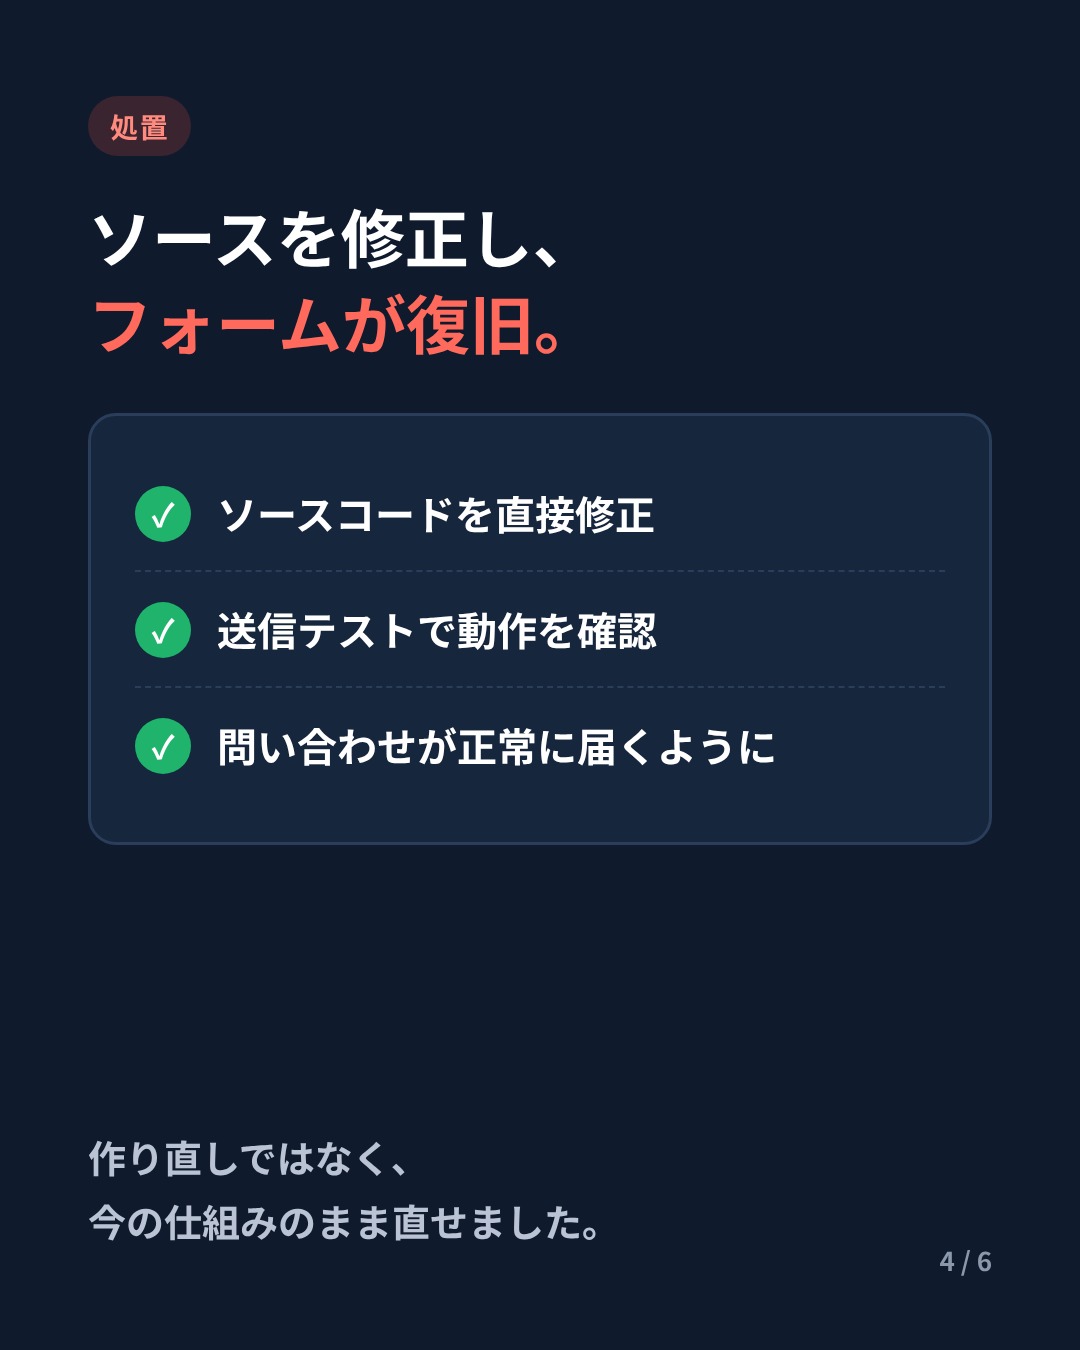 処置
ソースを修正し、
フォームが復旧。
✓ ソースコードを直接修正
✓ 送信テストで動作を確認
✓ 問い合わせが正常に届くように
作り直しではなく、
今の仕組みのまま直せました。
4 / 6